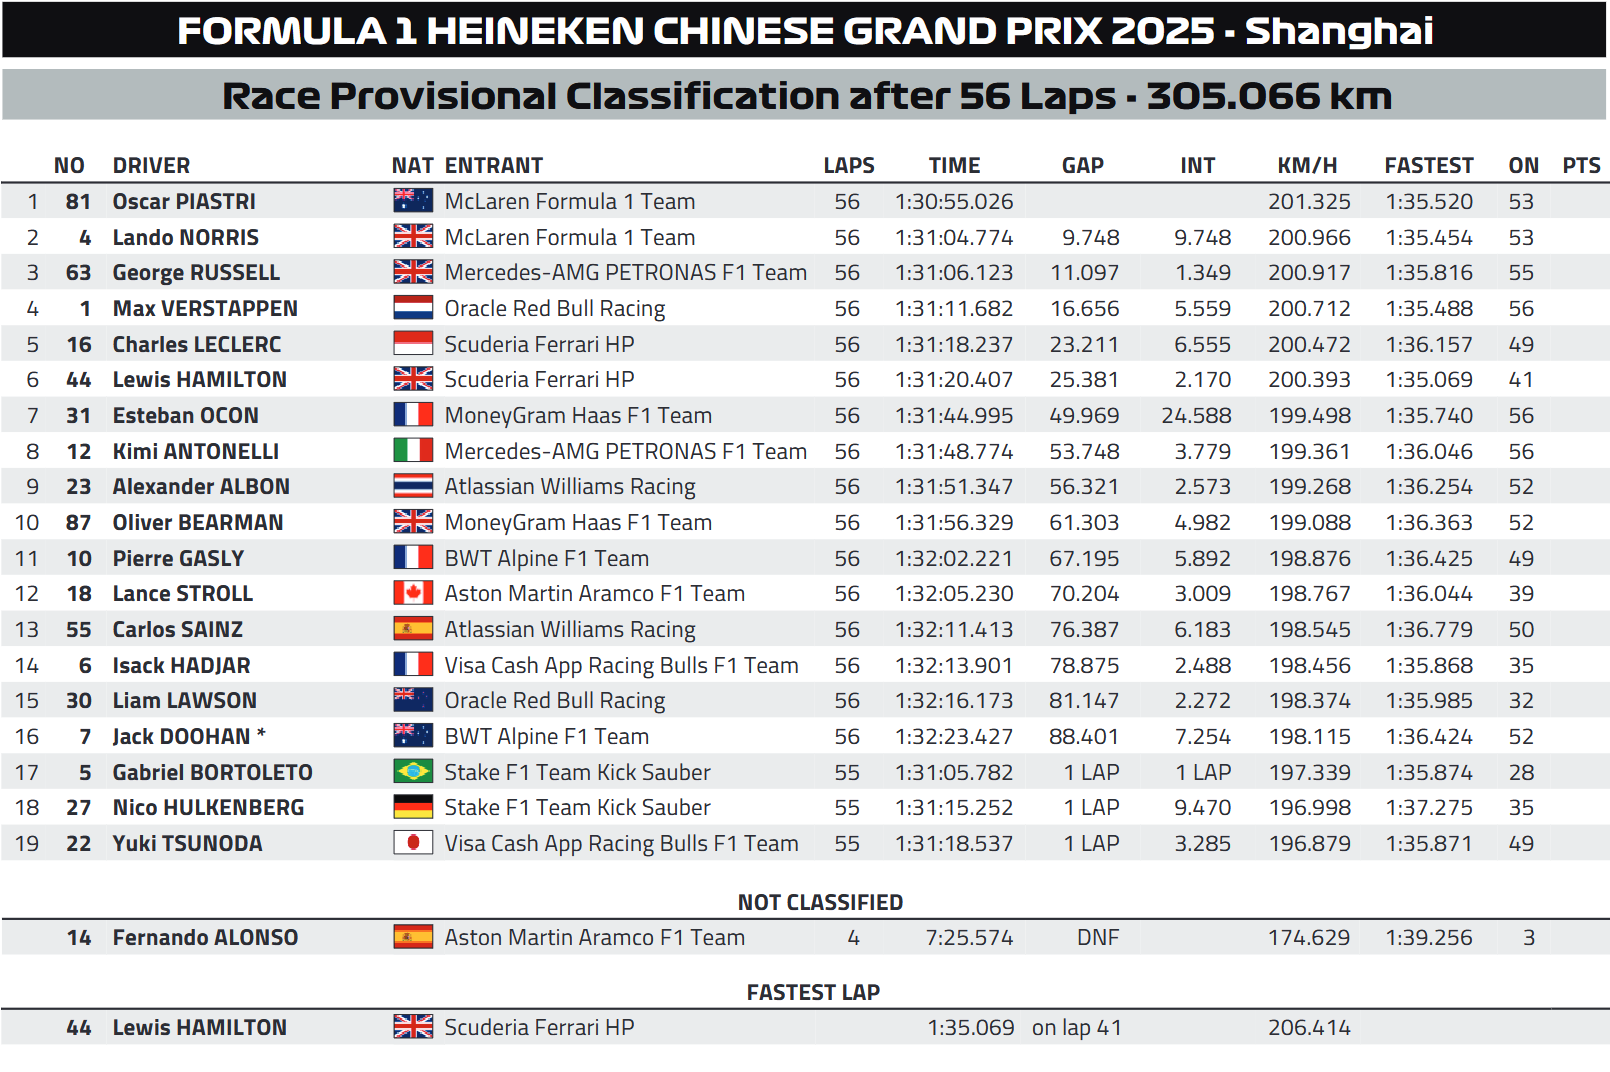 FORMULA 1 HEINEKEN CHINESE GRAND PRIX 2025 - Shanghai
Race Provisional Classification after 56 Laps - 305.066 km
NO DRIVER NAT ENTRANT LAPS TIME GAP INT KM/H FASTEST ON PTS
1 81 Oscar PIASTRI McLaren Formula 1 Team 56 1:30:55.026 201.325 1:35.520 53
2 4 Lando NORRIS McLaren Formula 1 Team 56 1:31:04.774 9.748 9.748 200.966 1:35.454 53
3 63 George RUSSELL Mercedes-AMG PETRONAS F1 Team 56 1:31:06.123 11.097 1.349 200.917 1:35.816 55
4 1 Max VERSTAPPEN Oracle Red Bull Racing 56 1:31:11.682 16.656 5.559 200.712 1:35.488 56
5 16 Charles LECLERC Scuderia Ferrari HP 56 1:31:18.237 23.211 6.555 200.472 1:36.157 49
6 44 Lewis HAMILTON Scuderia Ferrari HP 56 1:31:20.407 25.381 2.170 200.393 1:35.069 41
7 31 Esteban OCON MoneyGram Haas F1 Team 56 1:31:44.995 49.969 24.588 199.498 1:35.740 56
8 12 Kimi ANTONELLI Mercedes-AMG PETRONAS F1 Team 56 1:31:48.774 53.748 3.779 199.361 1:36.046 56
9 23 Alexander ALBON Atlassian Williams Racing 56 1:31:51.347 56.321 2.573 199.268 1:36.254 52
10 87 Oliver BEARMAN MoneyGram Haas F1 Team 56 1:31:56.329 61.303 4.982 199.088 1:36.363 52
11 10 Pierre GASLY BWT Alpine F1 Team 56 1:32:02.221 67.195 5.892 198.876 1:36.425 49
12 18 Lance STROLL Aston Martin Aramco F1 Team 56 1:32:05.230 70.204 3.009 198.767 1:36.044 39
13 55 Carlos SAINZ Atlassian Williams Racing 56 1:32:11.413 76.387 6.183 198.545 1:36.779 50
14 6 Isack HADJAR Visa Cash App Racing Bulls F1 Team 56 1:32:13.901 78.875 2.488 198.456 1:35.868 35
15 30 Liam LAWSON Oracle Red Bull Racing 56 1:32:16.173 81.147 2.272 198.374 1:35.985 32
16 7 Jack DOOHAN * BWT Alpine F1 Team 56 1:32:23.427 88.401 7.254 198.115 1:36.424 52
17 5 Gabriel BORTOLETO Stake F1 Team Kick Sauber 55 1:31:05.782 1 LAP 1 LAP 197.339 1:35.874 28
18 27 Nico HULKENBERG Stake F1 Team Kick Sauber 55 1:31:15.252 1 LAP 9.470 196.998 1:37.275 35
19 22 Yuki TSUNODA Visa Cash App Racing Bulls F1 Team 55 1:31:18.537 1 LAP 3.285 196.879 1:35.871 49
NOT CLASSIFIED
14 Fernando ALONSO Aston Martin Aramco F1 Team 4 7:25.574 DNF 174.629 1:39.256 3
FASTEST LAP
44 Lewis HAMILTON Scuderia Ferrari HP 1:35.069 on lap 41 206.414